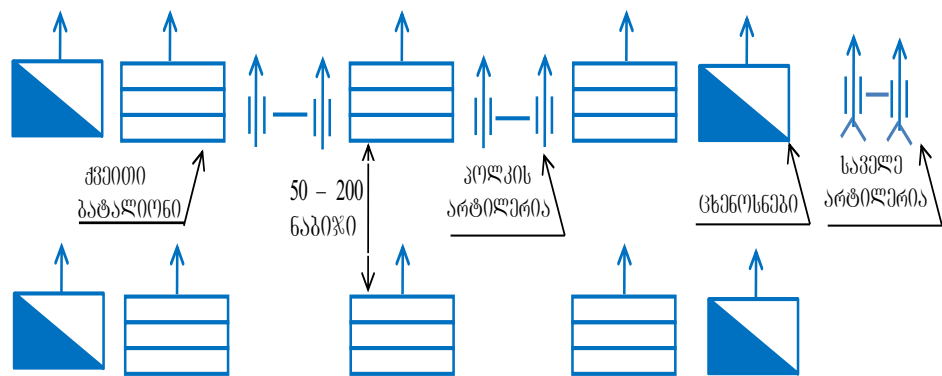 ქვეითი
ბატალიონი
50 – 200
ნაბიჯი
პოლკის
არტილერია
ცხენოსნები
საველე
არტილერია